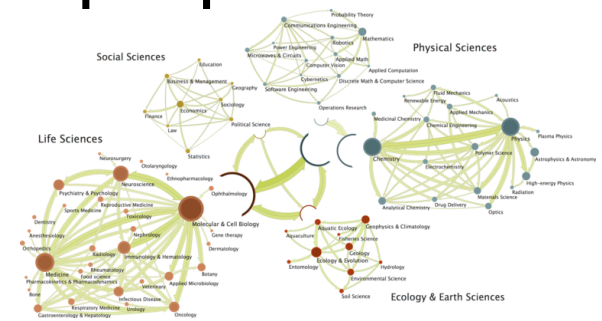 Probability Theory
Communications Engineering
Mathematics
Robotics
Power Engineering
Physical Sciences
Social Sciences
Microwaves & Circuits
Applied Math
Education
Computer Vision
Applied Computation
Business & Management
Cybernetics
Discrete Math & Computer Science
Geography
Software Engineering
Fluid Mechanics
Renewable Energy
Acoustics
Sociology
Economics
Operations Research
Applied Mechanics
Finance
Medicinal Chemistry
Political Science
Chemical Engineering
Law
Life Sciences
Physics
Plasma Physics
Statistics
Polymer Science
Neurosurgery
Chemistry
Astrophysics & Astronomy
Otolaryngology
Electrochemistry
Ethnopharmacology
Neuroscience
High-energy Physics
Psychiatry & Psychology
Ophthalmology
Radiation
Materials Science
Reproductive Medicine
Drug Delivery
Sports Medicine
Analytical Chemistry
Optics
Toxicology
Dentistry
Molecular & Cell Biology
Geophysics & Climatology
Aquatic Ecology
Anesthesiology
Nephrology
Gene therapy
Aquaculture
Fisheries Science
Orthopedics
Dermatology
Radiology
Immunology & Hematology
Geology
Ecology & Evolution
Entomology
Hydrology
Rheumatology
Medicine
Food science
Botany
Environmental Science
Pharmacokinetics & Pharmacodynamics
Veterinary
Applied Microbiology
Bone
Infectious Disease
Soil Science
Ecology & Earth Sciences
Respiratory Medicine
Urology
Oncology
Gastroenterology & Hepatology